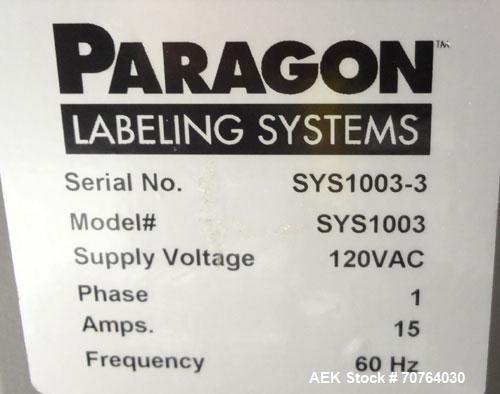 PARAGON™
LABELING SYSTEMS
Serial No. SYS1003-3
Model# SYS1003
Supply Voltage 120VAC
Phase 1
Amps. 15
Frequency 60 Hz
AEK Stock # 70764030